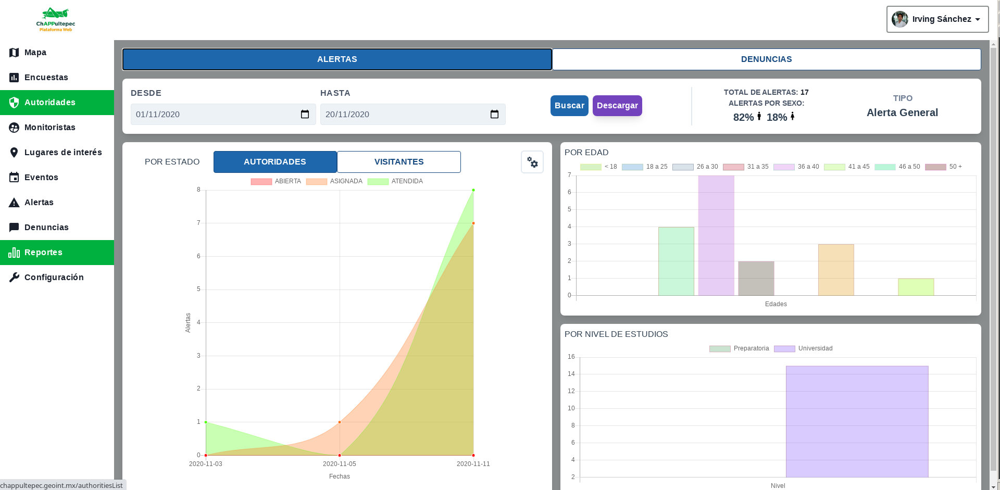 ChAPPultepec
Plataforma Web
Irving Sánchez
Mapa
Encuestas
Autoridades
Monitoristas
Lugares de interés
Eventos
Alertas
Denuncias
Reportes
Configuración
ALERTAS
DENUNCIAS
DESDE
HASTA
01/11/2020
20/11/2020
Buscar
Descargar
TOTAL DE ALERTAS: 17
ALERTAS POR SEXO:
82% 18%
TIPO
Alerta General
POR ESTADO
AUTORIDADES
VISITANTES
ABIERTA ASIGNADA ATENDIDA
8
7
6
5
4
3
2
1
0
Alertas
2020-11-03 2020-11-05 2020-11-11
Fechas
POR EDAD
< 18 18 a 25 26 a 30 31 a 35 36 a 40 41 a 45 46 a 50 50 +
7
6
5
4
3
2
1
0
Edades
POR NIVEL DE ESTUDIOS
Preparatoria Universidad
16
14
12
10
8
6
4
2
Nivel
chappultepec.geoint.mx/authoritiesList